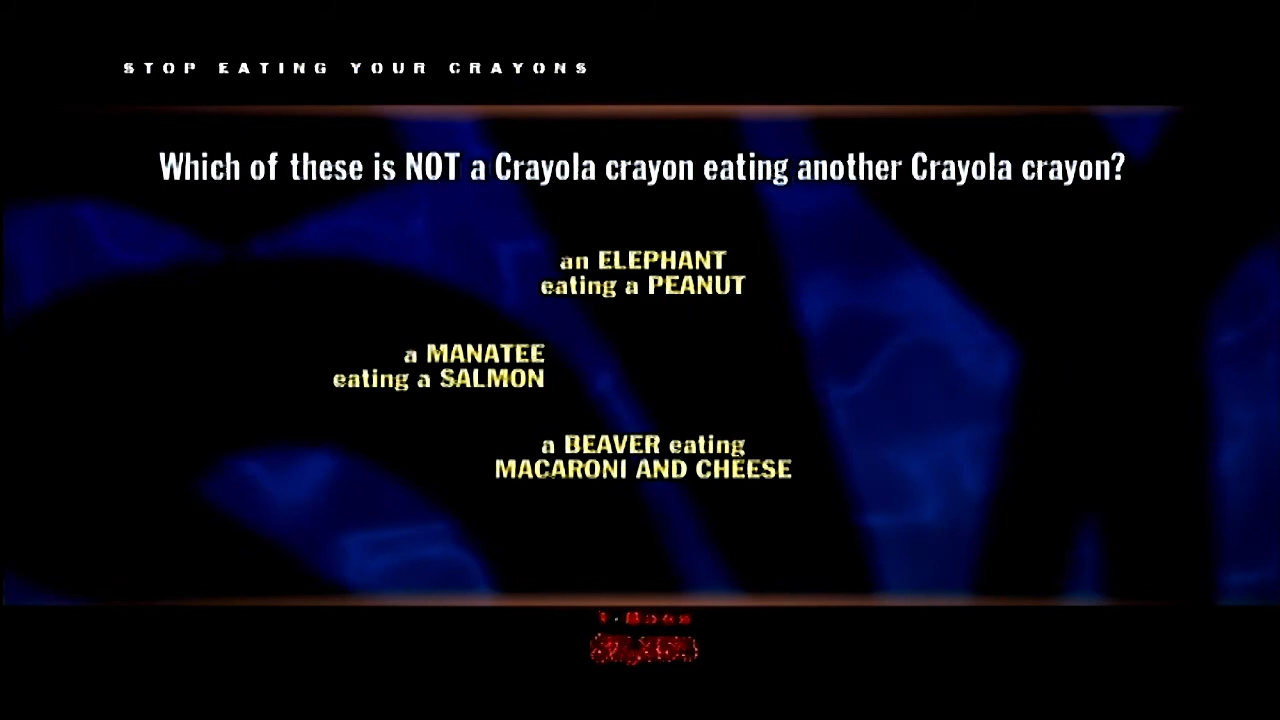 STOP EATING YOUR CRAYONS
Which of these is NOT a Crayola crayon eating another Crayola crayon?
an ELEPHANT
eating a PEANUT
a MANATEE
eating a SALMON
a BEAVER eating
MACARONI AND CHEESE